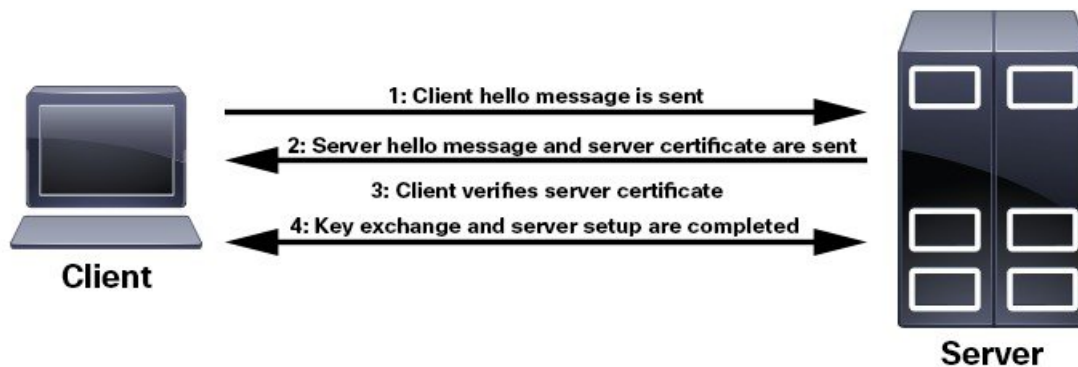 1: Client hello message is sent
2: Server hello message and server certificate are sent
3: Client verifies server certificate
4: Key exchange and server setup are completed
Client
Server